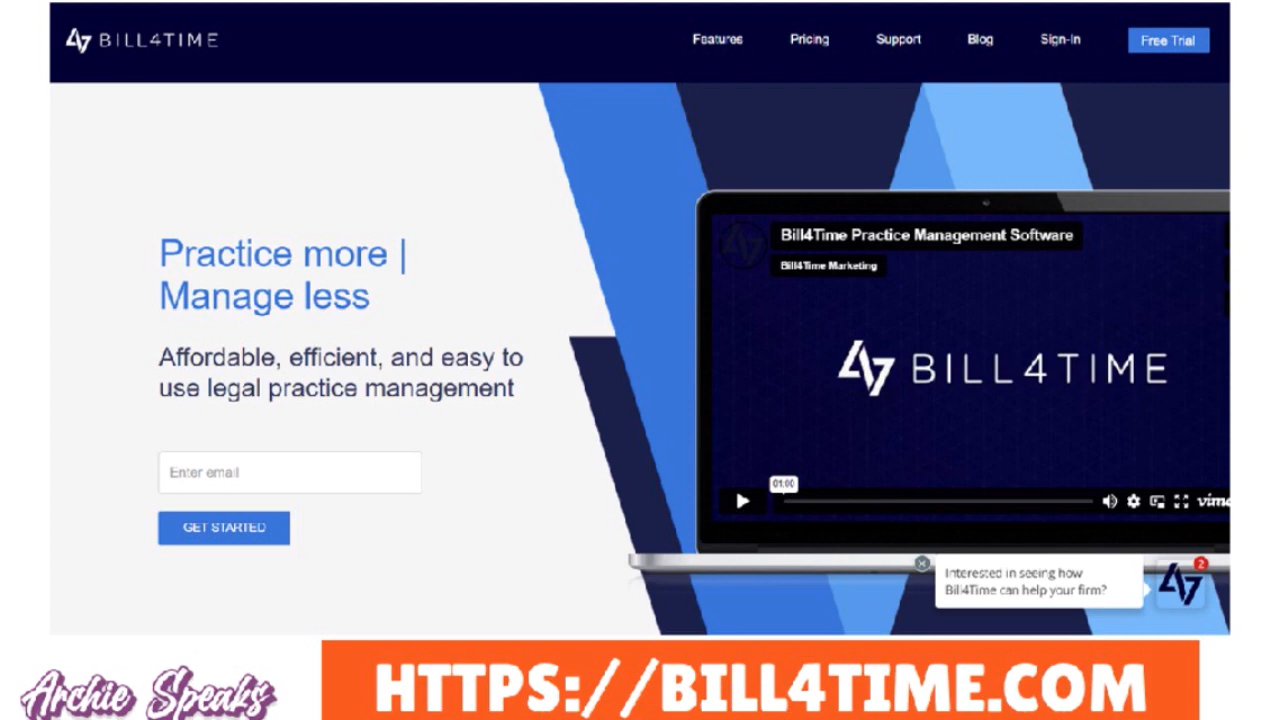 BILL4TIME
Features Pricing Support Blog Sign-In Free Trial
Practice more |
Manage less
Affordable, efficient, and easy to
use legal practice management
Enter email
GET STARTED
Bill4Time Practice Management Software
Bill4Time Marketing
BILL4TIME
01:00
Interested in seeing how
Bill4Time can help your firm?
2
Archie Speaks
HTTPS://BILL4TIME.COM